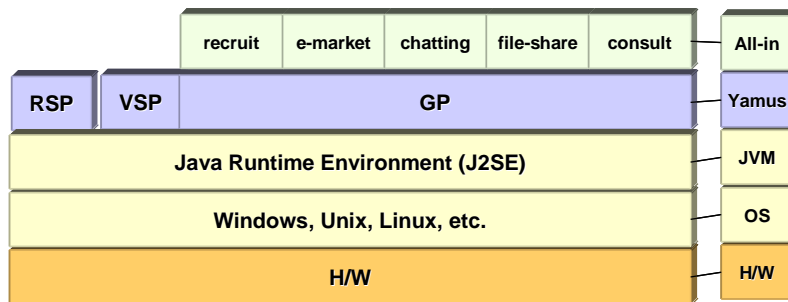 recruit e-market chatting file-share consult All-in
RSP VSP GP Yamus
Java Runtime Environment (J2SE) JVM
Windows, Unix, Linux, etc. OS
H/W H/W